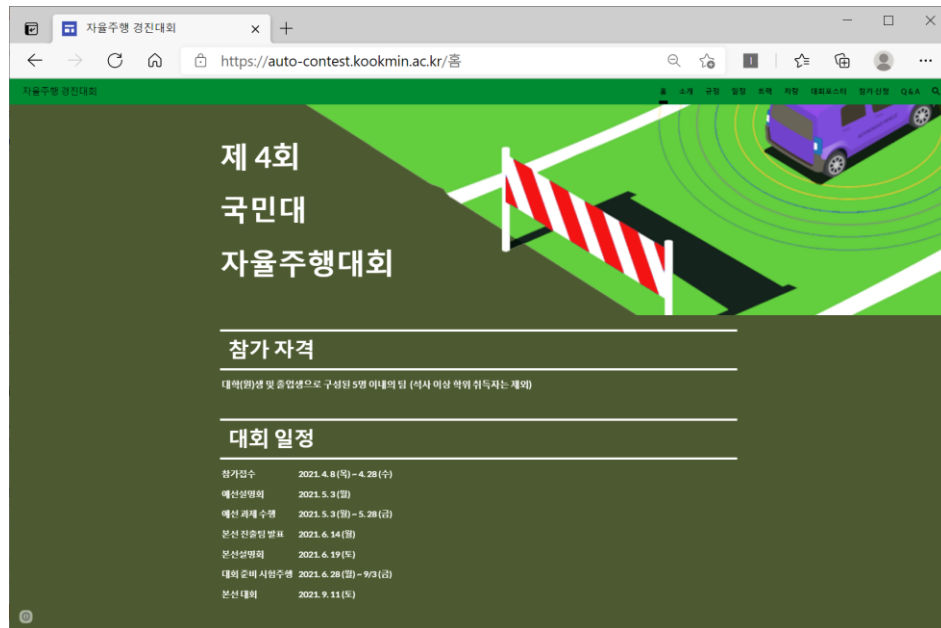 자율주행 경진대회
https://auto-contest.kookmin.ac.kr/홈
자율주행 경진대회
홈 소개 규정 일정 트랙 차량 대회포스터 참가신청 Q&A
제 4회
국민대
자율주행대회
참가 자격
대학(원)생 및 졸업생으로 구성된 5명 이내의 팀 (석사 이상 학위 취득자는 제외)
대회 일정
참가접수 2021. 4. 8 (목) ~ 4. 28 (수)
예선설명회 2021. 5. 3 (월)
예선 과제 수행 2021. 5. 3 (월) ~ 5. 28 (금)
본선 진출팀 발표 2021. 6. 14 (월)
본선설명회 2021. 6. 19 (토)
대회 준비 시험주행 2021. 6. 28 (월) ~ 9/3 (금)
본선 대회 2021. 9. 11 (토)